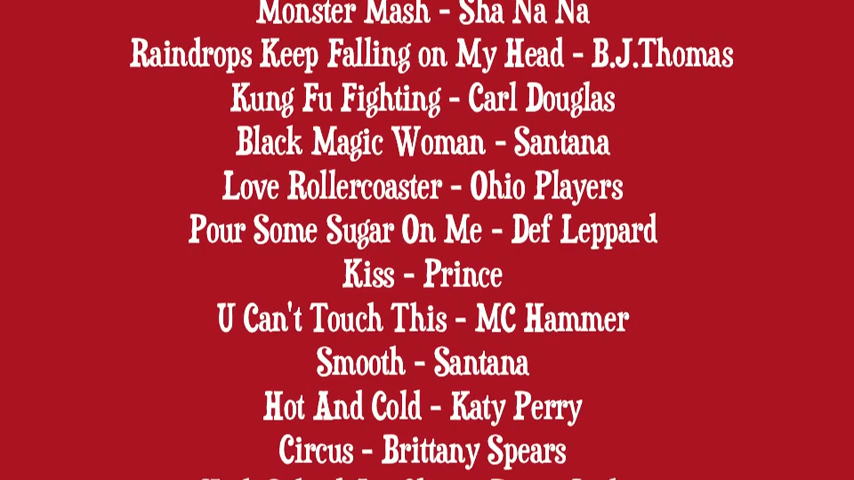 Monster Mash - Sha Na Na
Raindrops Keep Falling on My Head - B.J.Thomas
Kung Fu Fighting - Carl Douglas
Black Magic Woman - Santana
Love Rollercoaster - Ohio Players
Pour Some Sugar On Me - Def Leppard
Kiss - Prince
U Can't Touch This - MC Hammer
Smooth - Santana
Hot And Cold - Katy Perry
Circus - Brittany Spears